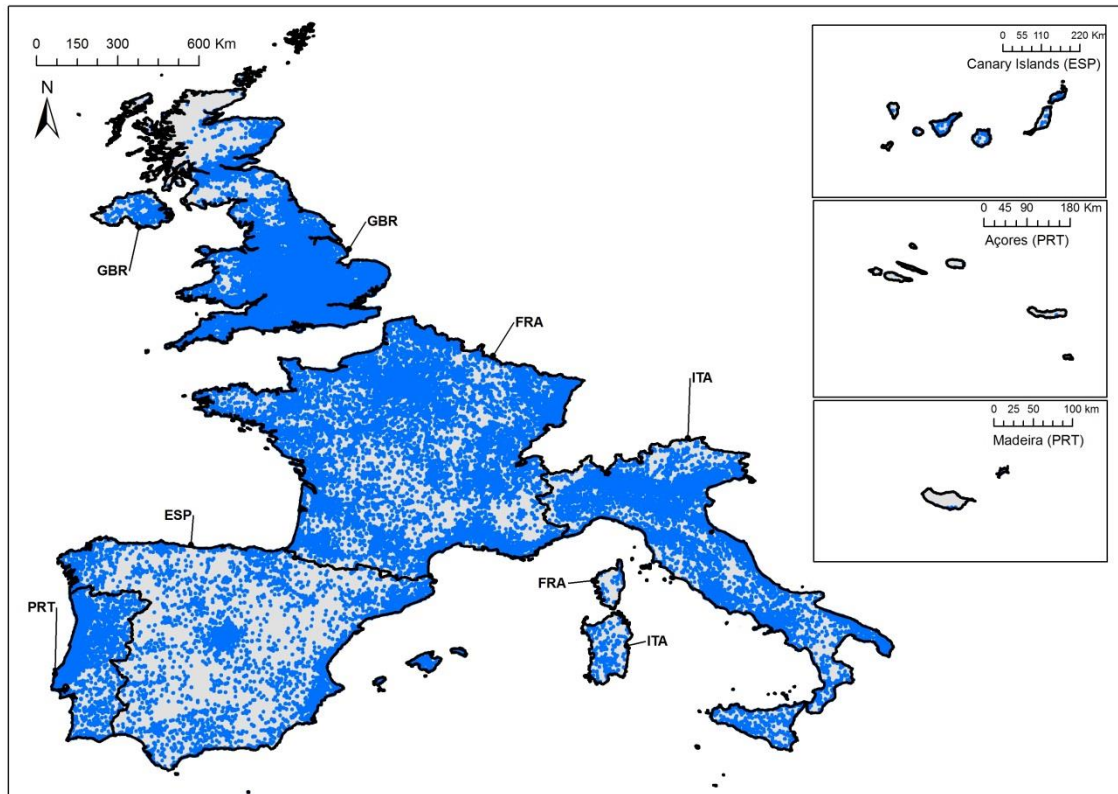 0 150 300 600 Km
N
GBR
GBR
FRA
ITA
ESP
PRT
FRA
ITA
0 55 110 220 Km
Canary Islands (ESP)
0 45 90 180 Km
Açores (PRT)
0 25 50 100 km
Madeira (PRT)